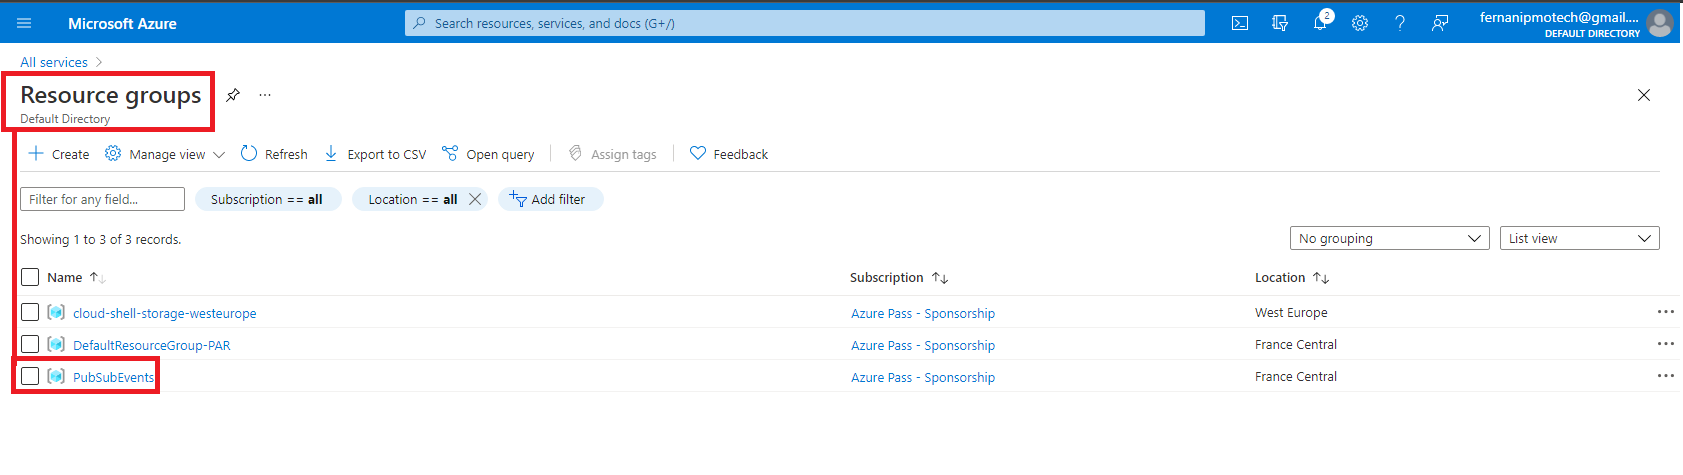 Microsoft Azure
Search resources, services, and docs (G+/)
2
fernanipmotech@gmail....
DEFAULT DIRECTORY
All services
Resource groups
Default Directory
Create Manage view Refresh Export to CSV Open query Assign tags Feedback
Filter for any field... Subscription == all Location == all Add filter
Showing 1 to 3 of 3 records. No grouping List view
Name Subscription Location
cloud-shell-storage-westeurope Azure Pass - Sponsorship West Europe
DefaultResourceGroup-PAR Azure Pass - Sponsorship France Central
PubSubEvents Azure Pass - Sponsorship France Central